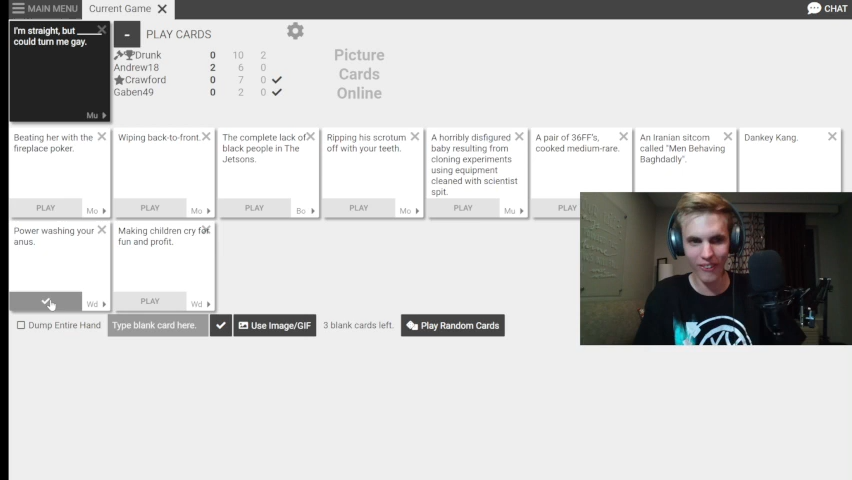 MAIN MENU
Current Game
CHAT
I'm straight, but _____
could turn me gay.
Mu
-
PLAY CARDS
Drunk 0 10 2
Andrew18 2 6 0
Crawford 0 7 0
Gaben49 0 2 0
Picture
Cards
Online
Beating her with the
fireplace poker.
PLAY
Mo
Wiping back-to-front.
PLAY
Mo
The complete lack of
black people in The
Jetsons.
PLAY
Bo
Ripping his scrotum
off with your teeth.
PLAY
Mo
A horribly disfigured
baby resulting from
cloning experiments
using equipment
cleaned with scientist
spit.
PLAY
Mu
A pair of 36FF's,
cooked medium-rare.
PLAY
An Iranian sitcom
called "Men Behaving
Baghdadly".
Dankey Kang.
Power washing your
anus.
Wd
Making children cry for
fun and profit.
PLAY
Wd
Dump Entire Hand
Type blank card here.
Use Image/GIF
3 blank cards left.
Play Random Cards